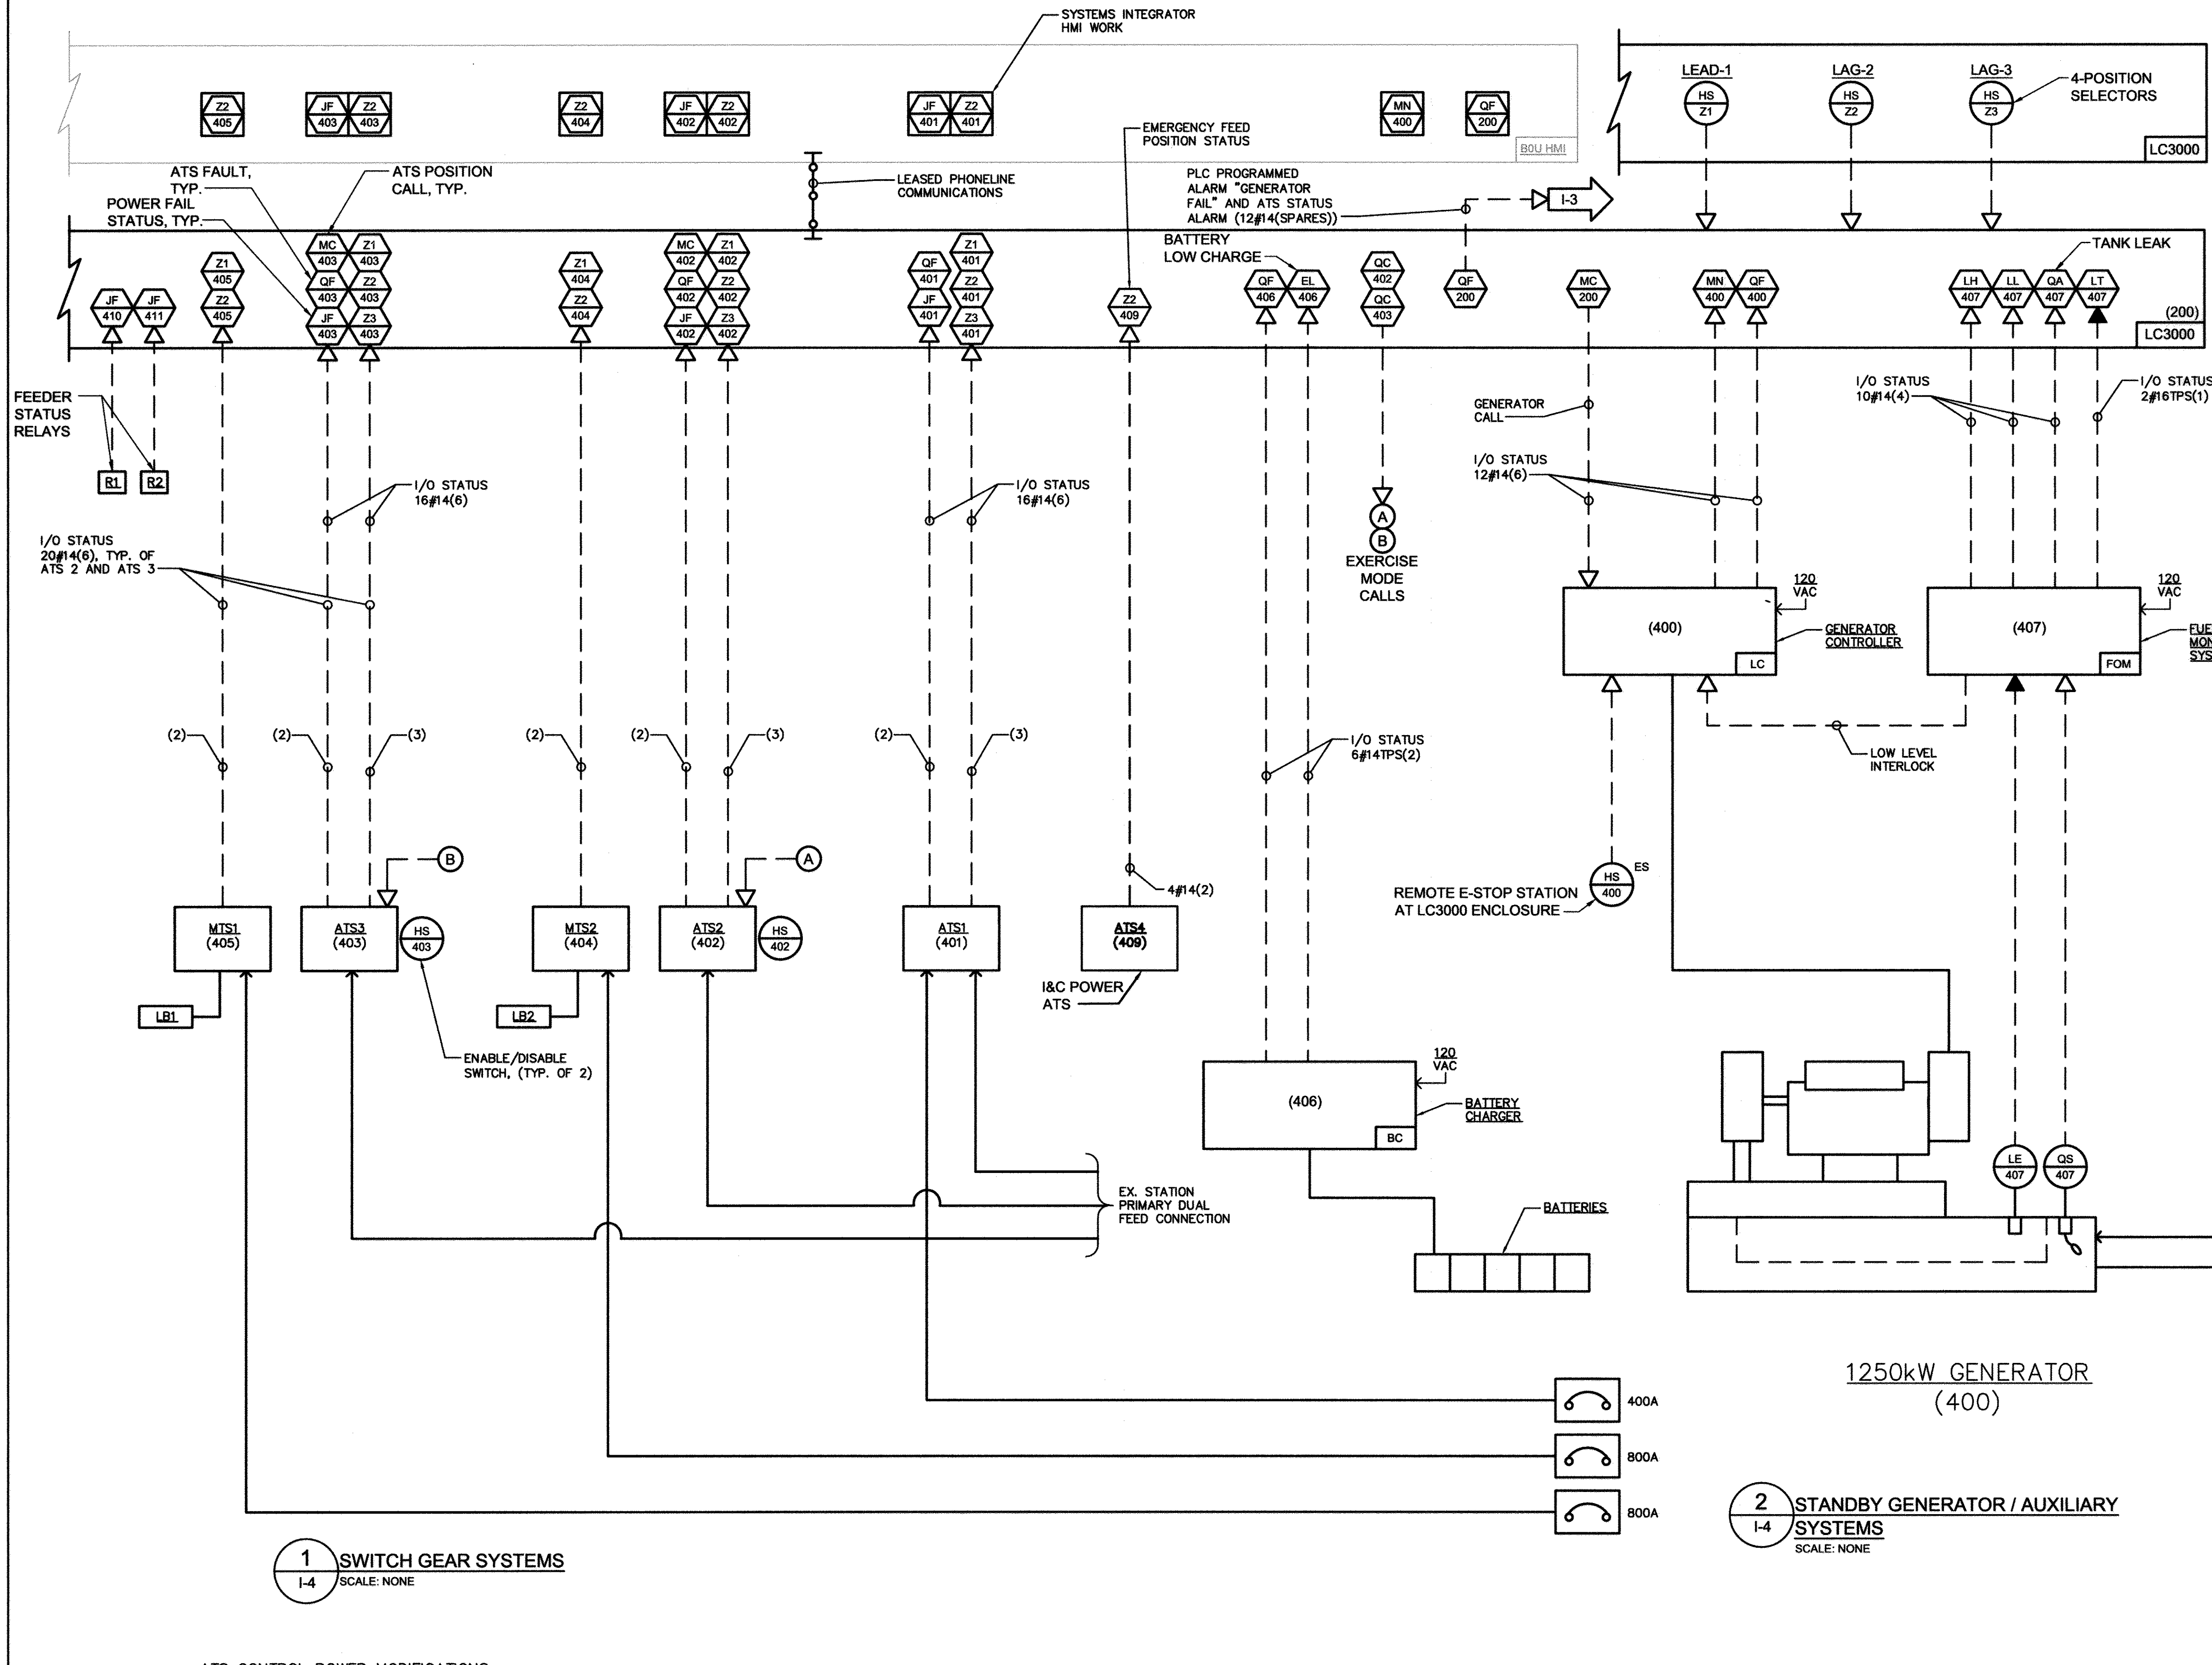 SYSTEMS INTEGRATOR
HMI WORK
Z2
405
JF
403
Z2
403
Z2
404
JF
402
Z2
402
JF
401
Z2
401
MN
400
QF
200
B0U HMI
LEAD-1
HS
Z1
LAG-2
HS
Z2
LAG-3
HS
Z3
4-POSITION
SELECTORS
LC3000
EMERGENCY FEED
POSITION STATUS
ATS FAULT,
TYP.
ATS POSITION
CALL, TYP.
POWER FAIL
STATUS, TYP.
LEASED PHONELINE
COMMUNICATIONS
PLC PROGRAMMED
ALARM "GENERATOR
FAIL" AND ATS STATUS
ALARM (12#14(SPARES))
I-3
BATTERY
LOW CHARGE
TANK LEAK
JF
410
JF
411
Z1
405
Z2
405
MC
403
Z1
403
QF
403
Z2
403
JF
403
Z3
403
Z1
404
Z2
404
MC
402
Z1
402
QF
402
Z2
402
JF
402
Z3
402
QF
401
JF
401
Z1
401
Z2
401
Z3
401
Z2
409
QF
406
EL
406
QC
402
QC
403
QF
200
MC
200
MN
400
QF
400
LH
407
LL
407
QA
407
LT
407
(200)
LC3000
FEEDER
STATUS
RELAYS
R1
R2
I/O STATUS
16#14(6)
I/O STATUS
16#14(6)
I/O STATUS
20#14(6), TYP. OF
ATS 2 AND ATS 3
GENERATOR
CALL
I/O STATUS
12#14(6)
I/O STATUS
10#14(4)
I/O STATUS
2#16TPS(1)
A
B
EXERCISE
MODE
CALLS
(400)
LC
120
VAC
GENERATOR
CONTROLLER
(407)
FOM
120
VAC
(2)
(2)
(3)
(2)
(2)
(3)
(2)
(3)
I/O STATUS
6#14TPS(2)
LOW LEVEL
INTERLOCK
B
A
4#14(2)
HS
400
ES
REMOTE E-STOP STATION
AT LC3000 ENCLOSURE
MTS1
(405)
ATS3
(403)
HS
403
MTS2
(404)
ATS2
(402)
HS
402
ATS1
(401)
ATS4
(409)
I&C POWER
ATS
LB1
LB2
ENABLE/DISABLE
SWITCH, (TYP. OF 2)
(406)
BC
120
VAC
BATTERY
CHARGER
EX. STATION
PRIMARY DUAL
FEED CONNECTION
BATTERIES
LE
407
QS
407
1250kW GENERATOR
(400)
400A
800A
800A
1
I-4
SWITCH GEAR SYSTEMS
SCALE: NONE
2
I-4
STANDBY GENERATOR / AUXILIARY
SYSTEMS
SCALE: NONE